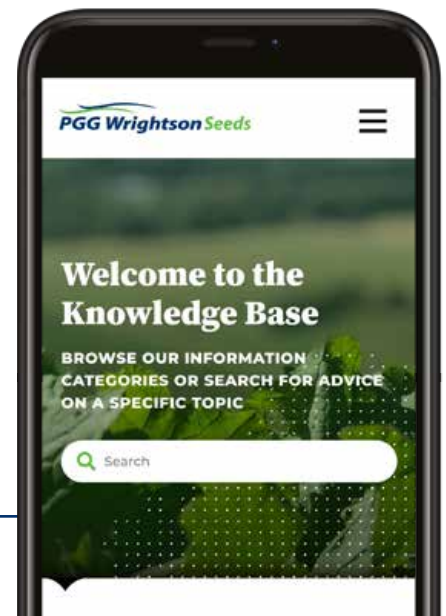 PGG Wrightson Seeds
Welcome to the
Knowledge Base
BROWSE OUR INFORMATION
CATEGORIES OR SEARCH FOR ADVICE
ON A SPECIFIC TOPIC
Search